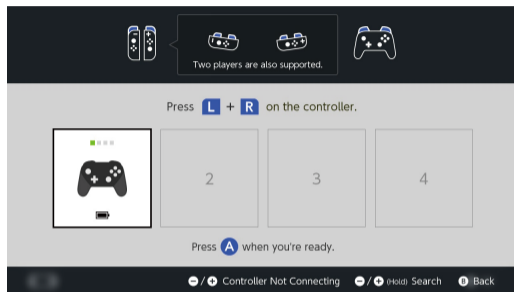 Two players are also supported.
Press L + R on the controller.
2
3
4
Press A when you're ready.
⊖/⊕ Controller Not Connecting ⊖/⊕ (Hold) Search B Back